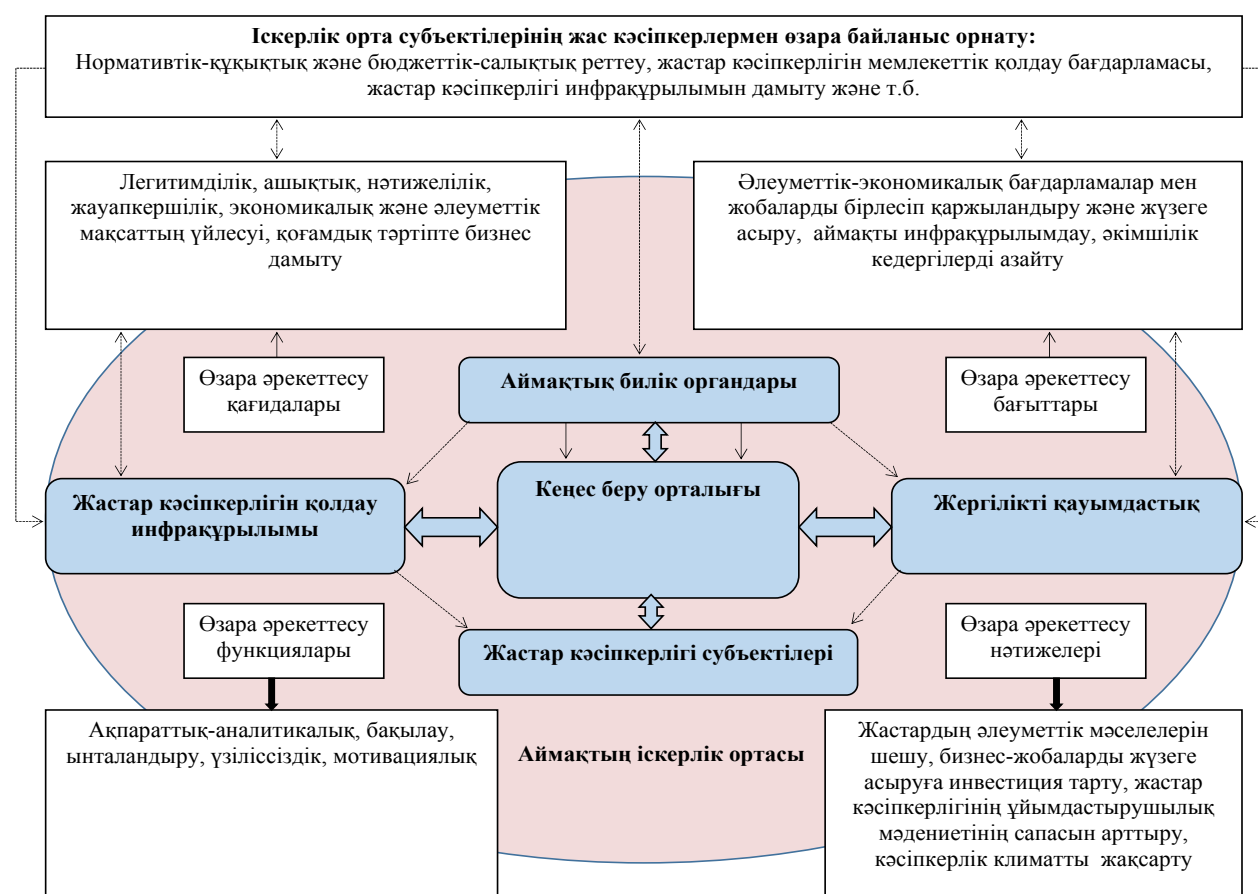 Іскерлік орта субъектілерінің жас кәсіпкерлермен өзара байланыс орнату:
Нормативтік-құқықтық және бюджеттік-салықтық реттеу, жастар кәсіпкерлігін мемлекеттік қолдау бағдарламасы,
жастар кәсіпкерлігі инфрақұрылымын дамыту және т.б.
Легитимділік, ашықтық, нәтижелілік,
жауапкершілік, экономикалық және әлеуметтік
мақсаттың үйлесуі, қоғамдық тәртіпте бизнес
дамыту
Әлеуметтік-экономикалық бағдарламалар мен
жобаларды бірлесіп қаржыландыру және жүзеге
асыру, аймақты инфрақұрылымдау, әкімшілік
кедергілерді азайту
Өзара әрекеттесу
қағидалары
Аймақтық билік органдары
Өзара әрекеттесу
бағыттары
Жастар кәсіпкерлігін қолдау
инфрақұрылымы
Кеңес беру орталығы
Жергілікті қауымдастық
Өзара әрекеттесу
функциялары
Жастар кәсіпкерлігі субъектілері
Өзара әрекеттесу
нәтижелері
Ақпараттық-аналитикалық, бақылау,
ынталандыру, үзіліссіздік, мотивациялық
Аймақтың іскерлік ортасы
Жастардың әлеуметтік мәселелерін
шешу, бизнес-жобаларды жүзеге
асыруға инвестиция тарту, жастар
кәсіпкерлігінің ұйымдастырушылық
мәдениетінің сапасын арттыру,
кәсіпкерлік климатты жақсарту